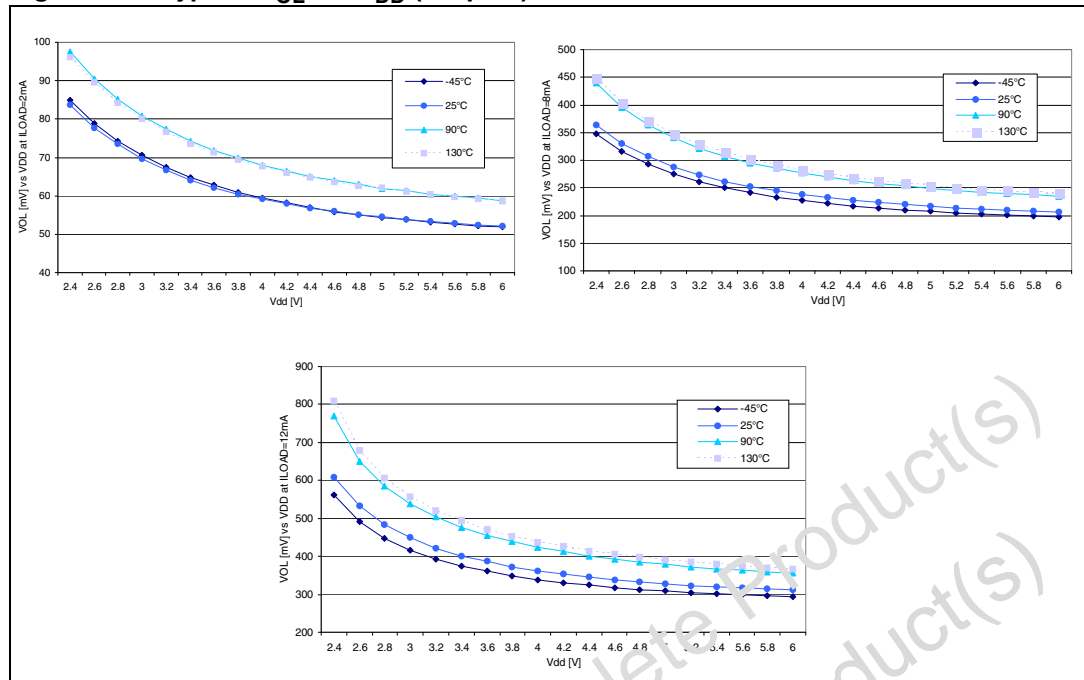 100
90
80
70
60
50
40
VOL [mV] vs VDD at ILOAD=2mA
-45°C
25°C
90°C
130°C
2.4 2.6 2.8 3 3.2 3.4 3.6 3.8 4 4.2 4.4 4.6 4.8 5 5.2 5.4 5.6 5.8 6
Vdd [V]
500
450
400
350
300
250
200
150
100
VOL [mV] vs VDD at ILOAD=8mA
-45°C
25°C
90°C
130°C
2.4 2.6 2.8 3 3.2 3.4 3.6 3.8 4 4.2 4.4 4.6 4.8 5 5.2 5.4 5.6 5.8 6
Vdd [V]
900
800
700
600
500
400
300
200
VOL [mV] vs VDD at ILOAD=12mA
-45°C
25°C
90°C
130°C
2.4 2.6 2.8 3 3.2 3.4 3.6 3.8 4 4.2 4.4 4.6 4.8 5.2 5.4 5.6 5.8 6
Vdd [V]
lete Product(s)
oduct(s)